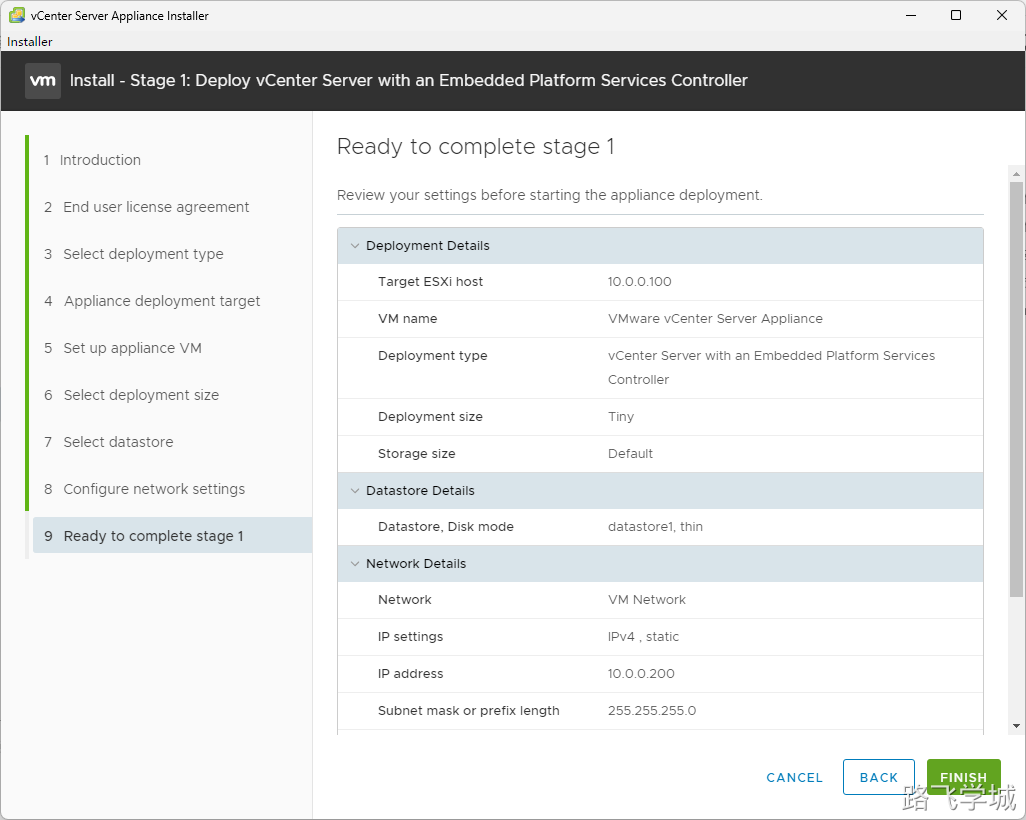 vCenter Server Appliance Installer
Installer
vm Install - Stage 1: Deploy vCenter Server with an Embedded Platform Services Controller
1 Introduction
2 End user license agreement
3 Select deployment type
4 Appliance deployment target
5 Set up appliance VM
6 Select deployment size
7 Select datastore
8 Configure network settings
9 Ready to complete stage 1
Ready to complete stage 1
Review your settings before starting the appliance deployment.
Deployment Details
Target ESXi host 10.0.0.100
VM name VMware vCenter Server Appliance
Deployment type vCenter Server with an Embedded Platform Services
Controller
Deployment size Tiny
Storage size Default
Datastore Details
Datastore, Disk mode datastore1, thin
Network Details
Network VM Network
IP settings IPv4 , static
IP address 10.0.0.200
Subnet mask or prefix length 255.255.255.0
CANCEL BACK FINISH
路飞学城